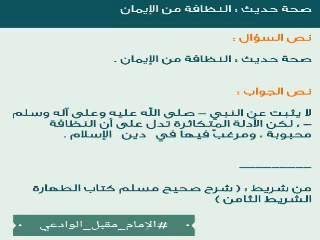 صحة حديث : النظافة من الإيمان
نص السؤال :
صحة حديث : النظافة من الإيمان .
نص الجواب :
لا يثبت عن النبي – صلى الله عليه وعلى آله وسلم
– ، لكن الأدلة المتكاثرة تدل على أن النظافة
محبوبة ، ومرغبٌ فيها في دين الإسلام .
__________
من شريط : ( شرح صحيح مسلم كتاب الطهارة
الشريط الثامن )
#الإمام_مقبل_الوادعي